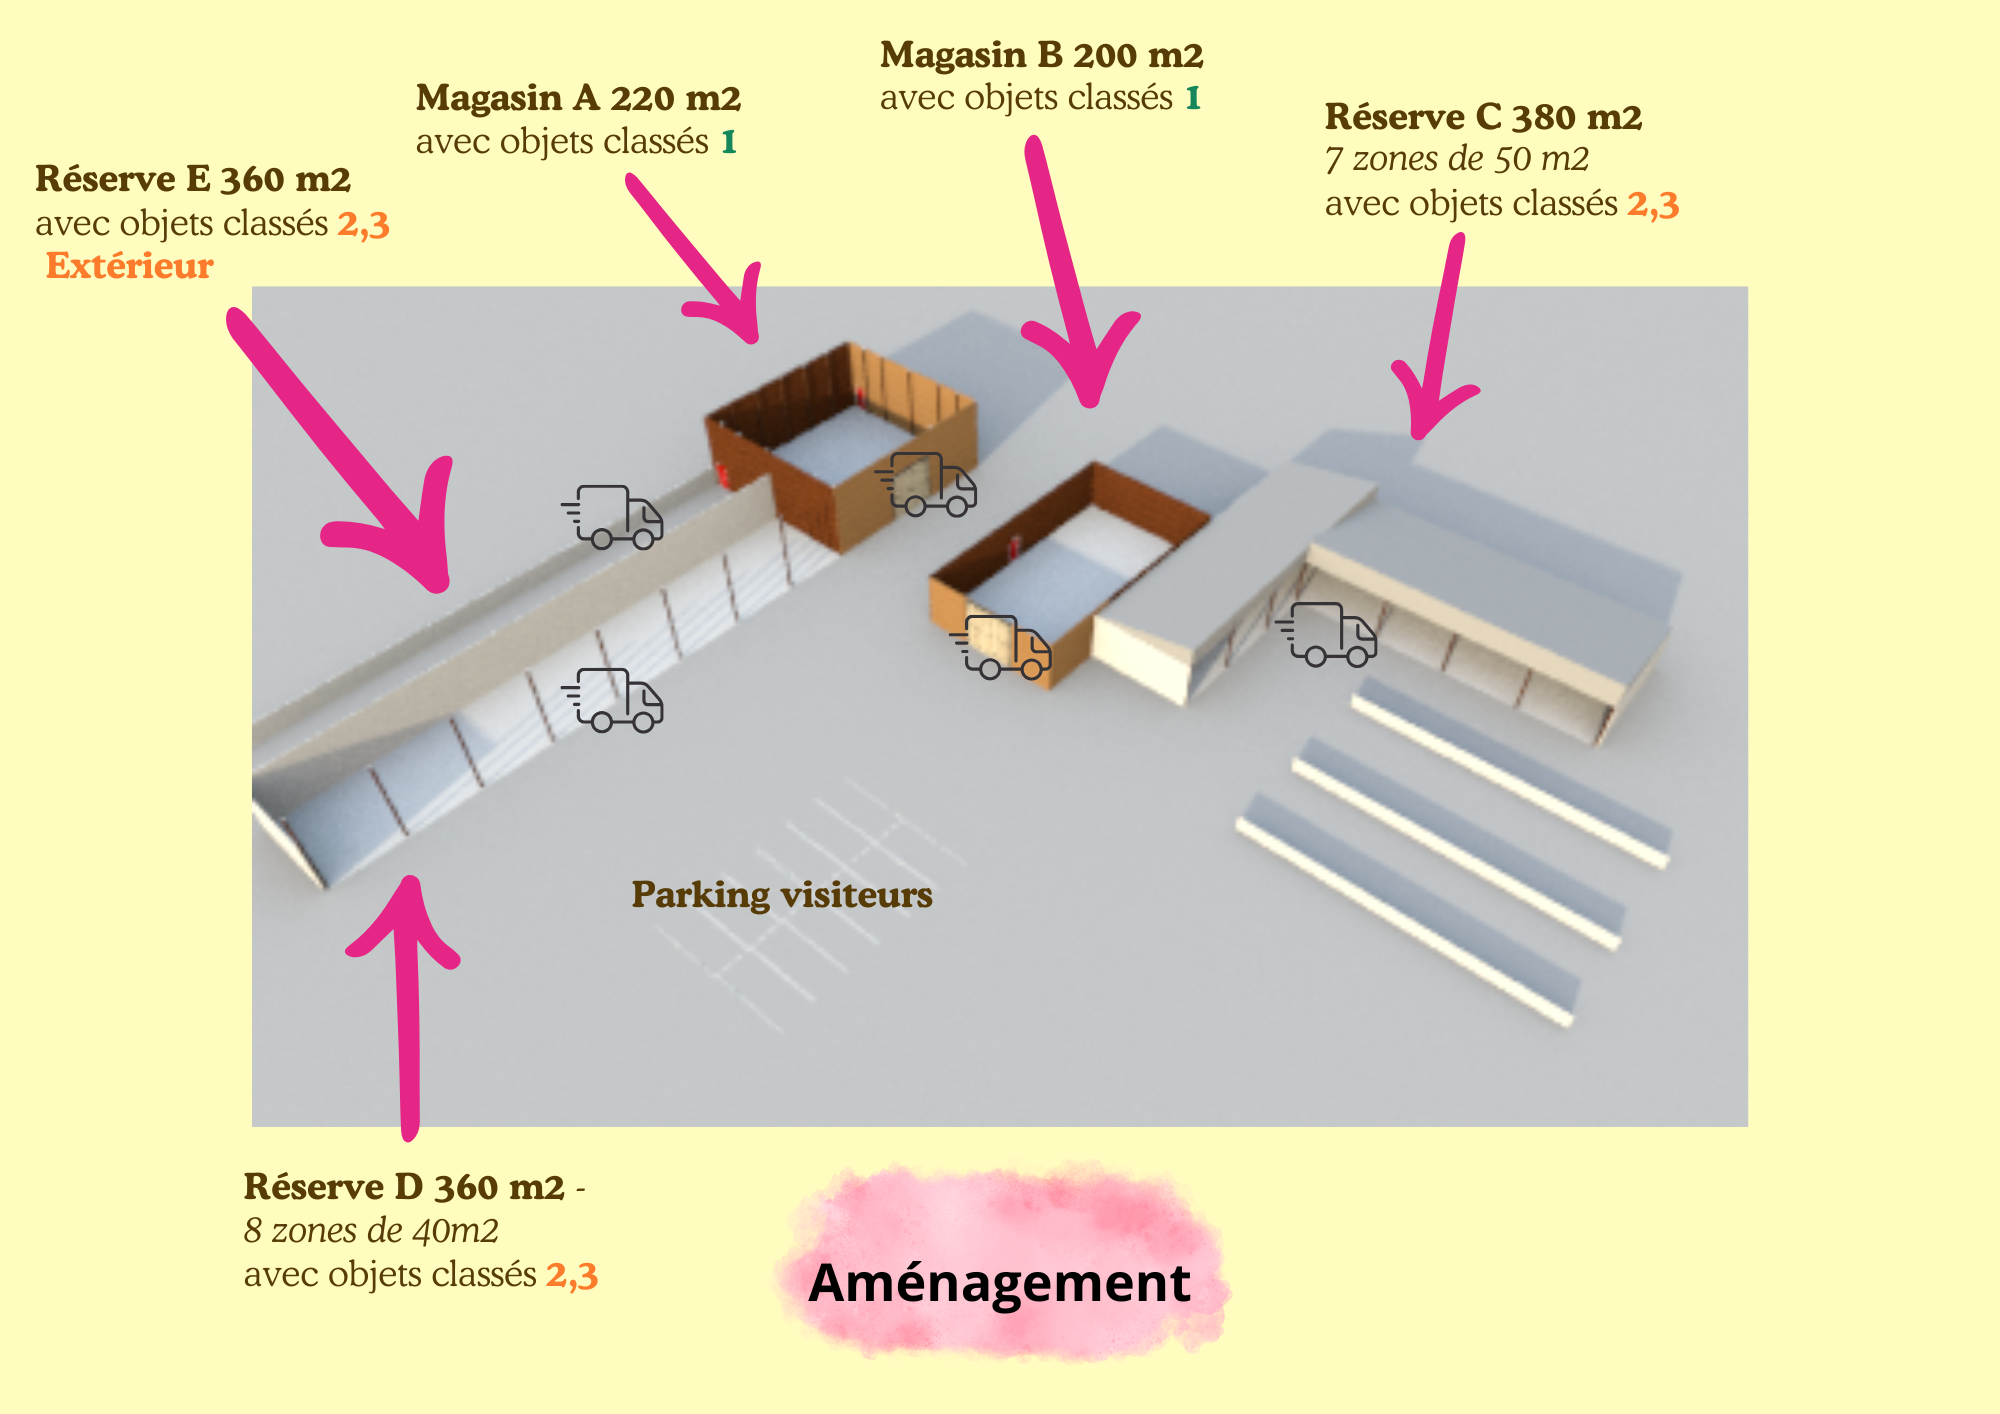 Magasin B 200 m2
avec objets classés 1
Magasin A 220 m2
avec objets classés 1
Réserve C 380 m2
7 zones de 50 m2
avec objets classés 2,3
Réserve E 360 m2
avec objets classés 2,3
Extérieur
Parking visiteurs
Réserve D 360 m2 -
8 zones de 40m2
avec objets classés 2,3
Aménagement